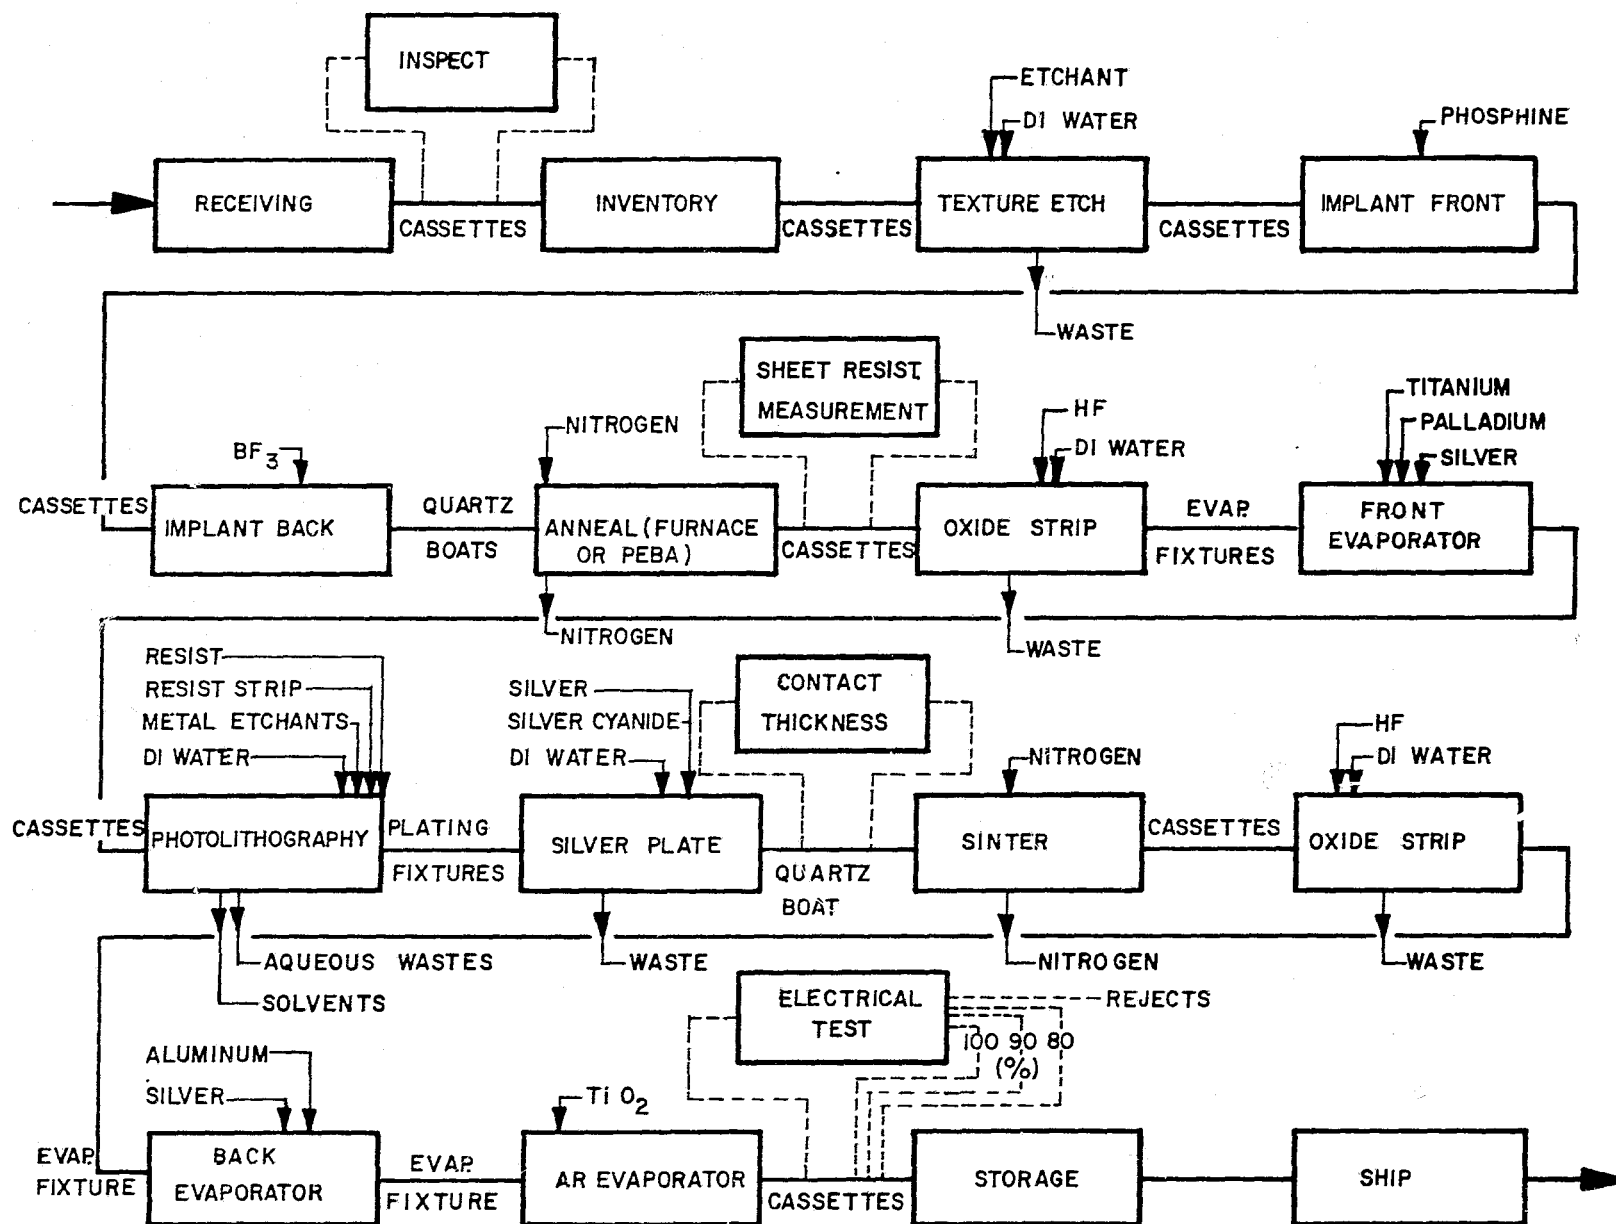 INSPECT
ETCHANT
DI WATER
PHOSPHINE
RECEIVING
CASSETTES
INVENTORY
CASSETTES
TEXTURE ETCH
CASSETTES
IMPLANT FRONT
WASTE
SHEET RESIST.
MEASUREMENT
TITANIUM
PALLADIUM
SILVER
HF
DI WATER
NITROGEN
BF3
CASSETTES
IMPLANT BACK
QUARTZ
BOATS
ANNEAL (FURNACE
OR PEBA)
CASSETTES
OXIDE STRIP
EVAP.
FIXTURES
FRONT
EVAPORATOR
NITROGEN
WASTE
RESIST
RESIST STRIP
METAL ETCHANTS
DI WATER
SILVER
SILVER CYANIDE
DI WATER
CONTACT
THICKNESS
NITROGEN
HF
DI WATER
CASSETTES
PHOTOLITHOGRAPHY
PLATING
FIXTURES
SILVER PLATE
QUARTZ
BOAT
SINTER
CASSETTES
OXIDE STRIP
AQUEOUS WASTES
SOLVENTS
WASTE
NITROGEN
WASTE
ELECTRICAL
TEST
REJECTS
100 90 80
(%)
ALUMINUM
SILVER
TiO2
EVAP.
FIXTURE
BACK
EVAPORATOR
EVAP.
FIXTURE
AR EVAPORATOR
CASSETTES
STORAGE
SHIP